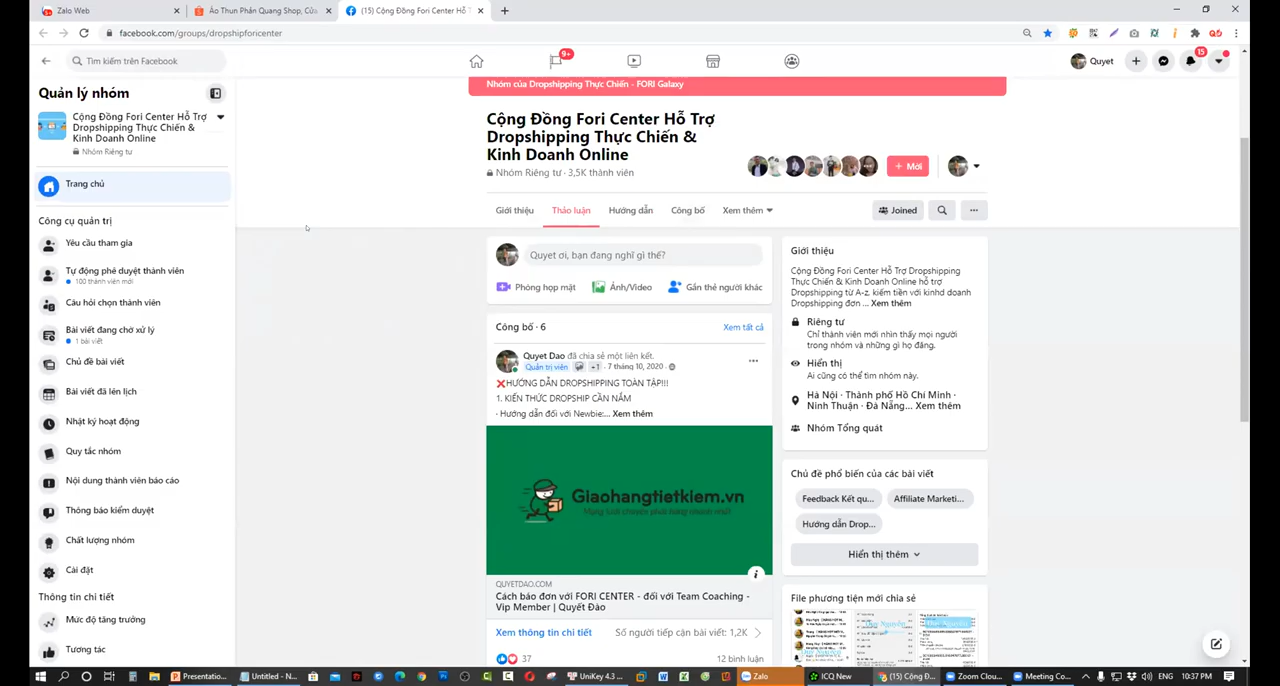 Zalo Web
Áo Thun Phản Quang Shop, Cửa
(15) Cộng Đồng Fori Center Hỗ T
facebook.com/groups/dropshipforicenter
Tìm kiếm trên Facebook
9+
Quyet
15
Quản lý nhóm
Cộng Đồng Fori Center Hỗ Trợ
Dropshipping Thực Chiến &
Kinh Doanh Online
Nhóm Riêng tư
Trang chủ
Công cụ quản trị
Yêu cầu tham gia
Tự động phê duyệt thành viên
100 thành viên mới
Câu hỏi chọn thành viên
Bài viết đang chờ xử lý
1 bài viết
Chủ đề bài viết
Bài viết đã lên lịch
Nhật ký hoạt động
Quy tắc nhóm
Nội dung thành viên báo cáo
Thông báo kiểm duyệt
Chất lượng nhóm
Cài đặt
Thông tin chi tiết
Mức độ tăng trưởng
Tương tác
Nhóm của Dropshipping Thực Chiến - FORI Galaxy
Cộng Đồng Fori Center Hỗ Trợ
Dropshipping Thực Chiến &
Kinh Doanh Online
Nhóm Riêng tư · 3,5K thành viên
+ Mời
Giới thiệu
Thảo luận
Hướng dẫn
Công bố
Xem thêm
Joined
Quyet ơi, bạn đang nghĩ gì thế?
Phòng họp mặt
Ảnh/Video
Gắn thẻ người khác
Công bố · 6
Xem tất cả
Quyet Dao đã chia sẻ một liên kết.
Quản trị viên +1 · 7 tháng 10, 2020 ·
❌HƯỚNG DẪN DROPSHIPPING TOÀN TẬP!!!
1. KIẾN THỨC DROPSHIP CẦN NẮM
- Hướng dẫn đối với Newbie:... Xem thêm
Giaohangtietkiem.vn
QUYETDAO.COM
Cách báo đơn với FORI CENTER - đối với Team Coaching -
Vip Member | Quyết Đào
Xem thông tin chi tiết
Số người tiếp cận bài viết: 1,2K
37
12 bình luận
Giới thiệu
Cộng Đồng Fori Center Hỗ Trợ Dropshipping
Thực Chiến & Kinh Doanh Online hỗ trợ
Dropshipping từ A-z. kiếm tiền với kinhd doanh
Dropshipping đơn ... Xem thêm
Riêng tư
Chỉ thành viên mới nhìn thấy mọi người
trong nhóm và những gì họ đăng.
Hiển thị
Ai cũng có thể tìm nhóm này.
Hà Nội · Thành phố Hồ Chí Minh ·
Ninh Thuận · Đà Nẵng... Xem thêm
Nhóm Tổng quát
Chủ đề phổ biến của các bài viết
Feedback Kết qu...
Affiliate Marketi...
Hướng dẫn Drop...
Hiển thị thêm
File phương tiện mới chia sẻ
Presentatio...
Untitled - N...
UniKey 4.3 ...
Zalo
ICQ New
(15) Cộng Đ...
Zoom Clou...
Meeting Co...
ENG
10:37 PM